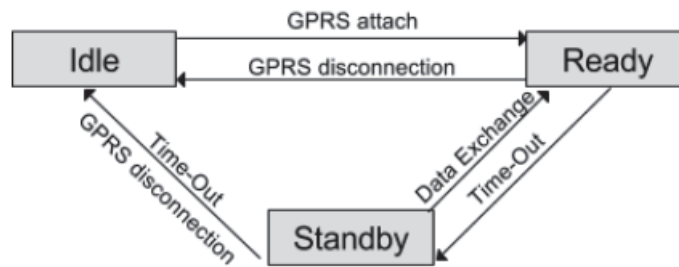 GPRS attach
Idle
Ready
GPRS disconnection
Time-Out
GPRS disconnection
Data Exchange
Time-Out
Standby